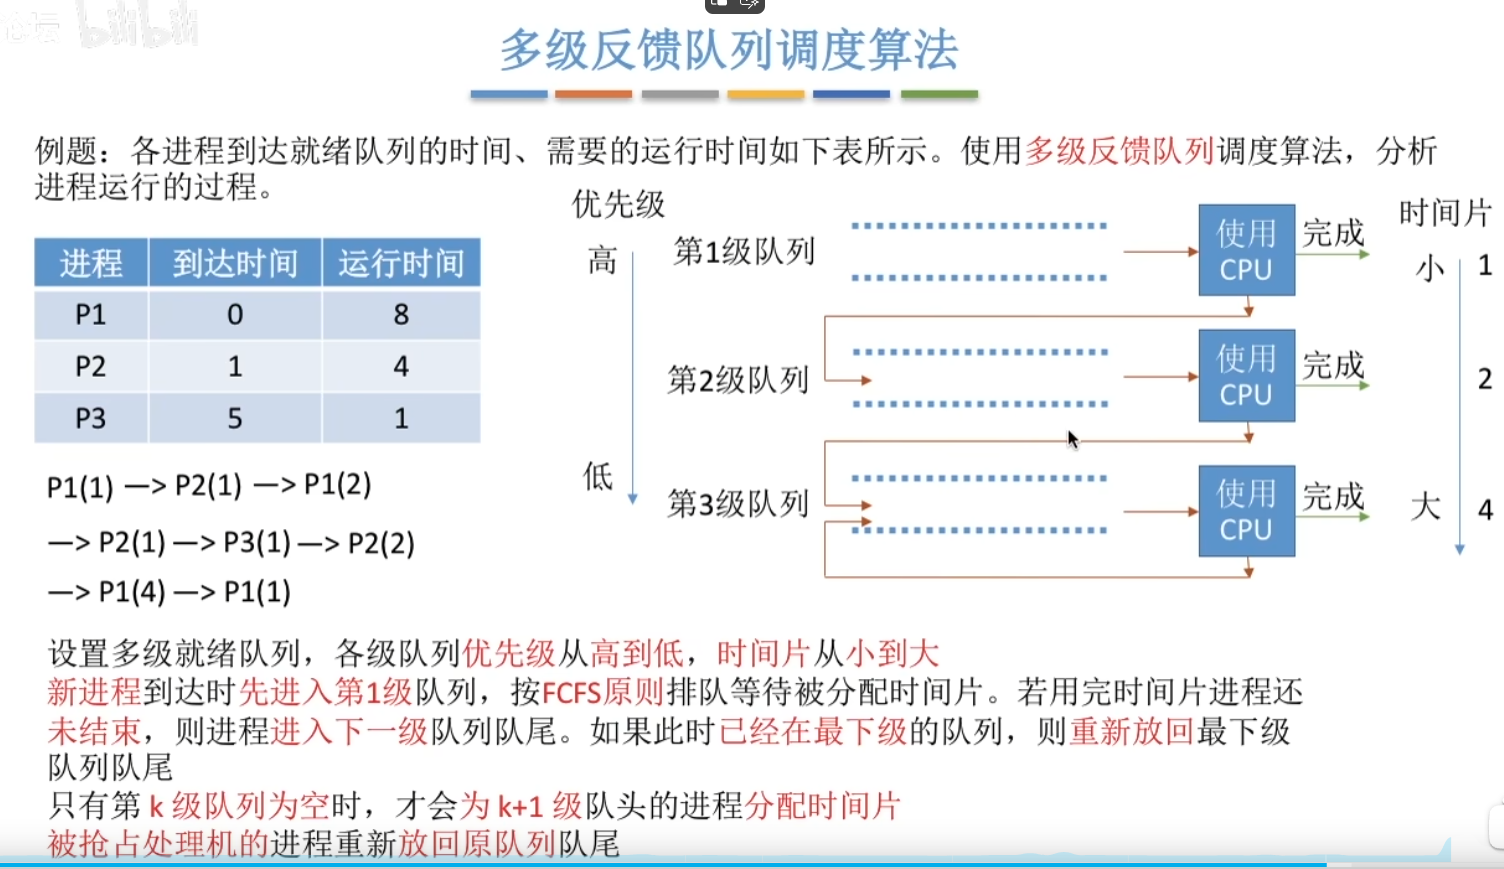 论坛 bilibili
多级反馈队列调度算法
例题：各进程到达就绪队列的时间、需要的运行时间如下表所示。使用多级反馈队列调度算法，分析
进程运行的过程。
进程 到达时间 运行时间
P1 0 8
P2 1 4
P3 5 1
P1(1) —> P2(1) —> P1(2)
—> P2(1) —> P3(1) —> P2(2)
—> P1(4) —> P1(1)
优先级
高
低
第1级队列
使用
CPU
完成
第2级队列
使用
CPU
完成
第3级队列
使用
CPU
完成
时间片
小 1
2
大 4
设置多级就绪队列，各级队列优先级从高到低，时间片从小到大
新进程到达时先进入第1级队列，按FCFS原则排队等待被分配时间片。若用完时间片进程还
未结束，则进程进入下一级队列队尾。如果此时已经在最下级的队列，则重新放回最下级
队列队尾
只有第 k 级队列为空时，才会为 k+1 级队头的进程分配时间片
被抢占处理机的进程重新放回原队列队尾